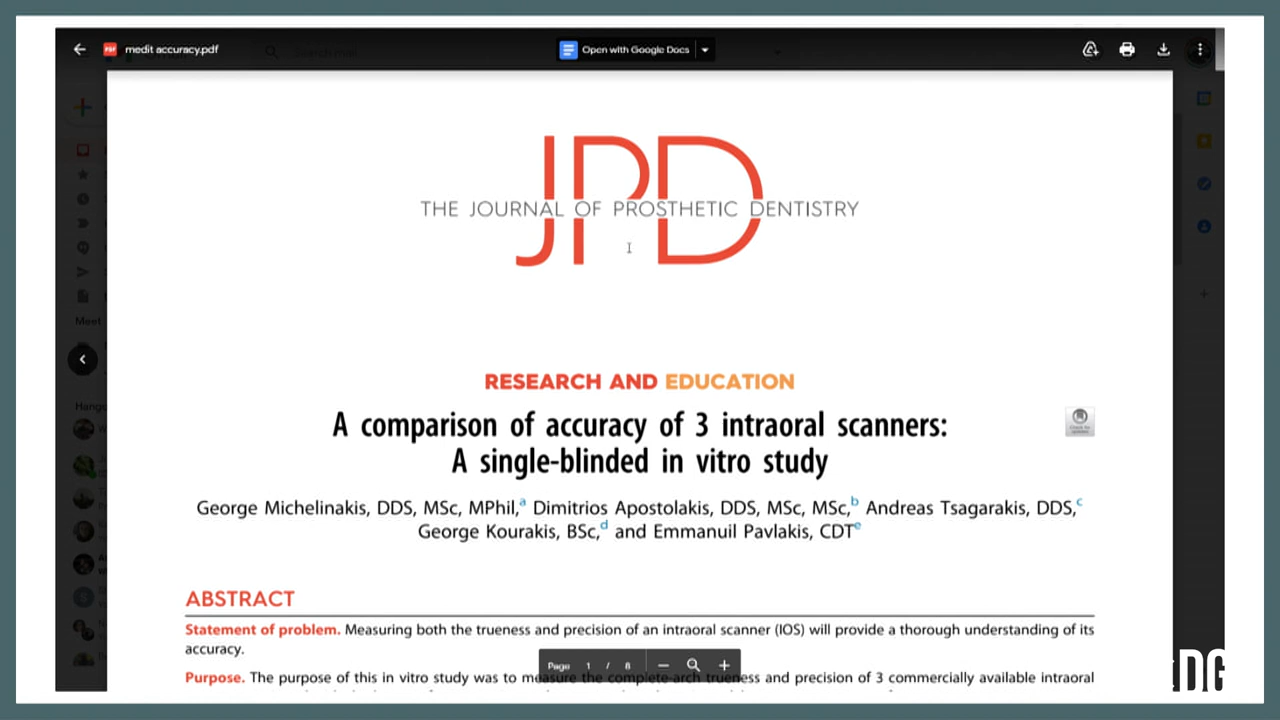 medit accuracy.pdf
Open with Google Docs
JPD
THE JOURNAL OF PROSTHETIC DENTISTRY
RESEARCH AND EDUCATION
A comparison of accuracy of 3 intraoral scanners:
A single-blinded in vitro study
George Michelinakis, DDS, MSc, MPhil,a Dimitrios Apostolakis, DDS, MSc, MSc,b Andreas Tsagarakis, DDS,c
George Kourakis, BSc,d and Emmanuil Pavlakis, CDTe
ABSTRACT
Statement of problem. Measuring both the trueness and precision of an intraoral scanner (IOS) will provide a thorough understanding of its
accuracy.
Purpose. The purpose of this in vitro study was to measure the complete-arch trueness and precision of 3 commercially available intraoral
Page 1 / 8
Meet
Hango
DG